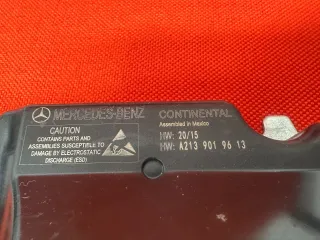 MERCEDES-BENZ
CAUTION
CONTAINS PARTS AND
ASSEMBLIES SUSCEPTIBLE TO
DAMAGE BY ELECTROSTATIC
DISCHARGE (ESD)
CONTINENTAL
Assembled in Mexico
HW: 20/15
HW: A213 901 96 13